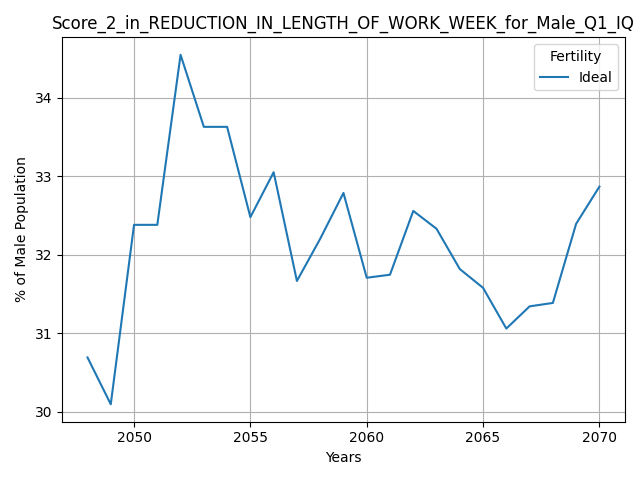 Score_2_in_REDUCTION_IN_LENGTH_OF_WORK_WEEK_for_Male_Q1_IQ
Fertility
Ideal
% of Male Population
34
33
32
31
30
2050 2055 2060 2065 2070
Years